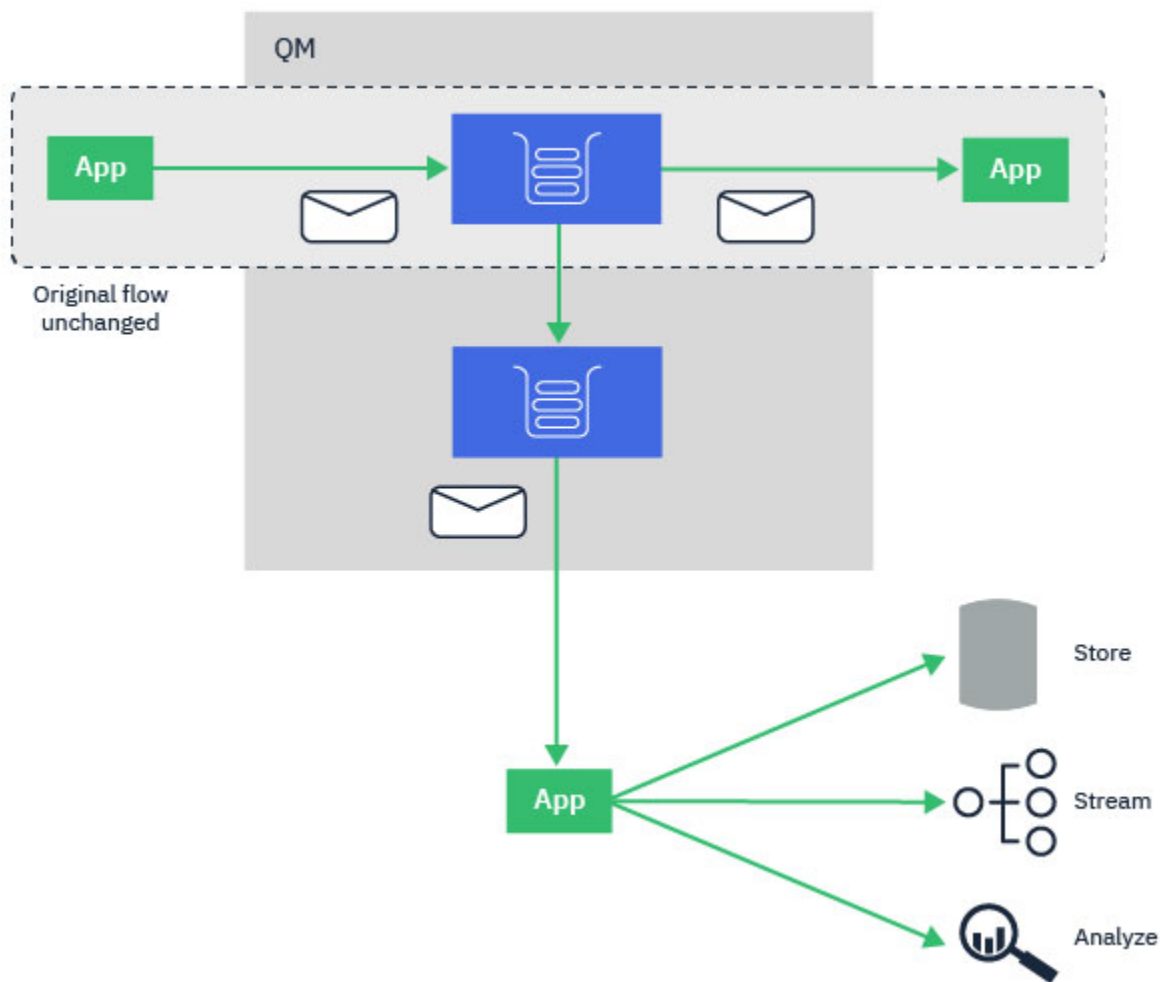 QM
App
App
Original flow
unchanged
App
Store
Stream
Analyze